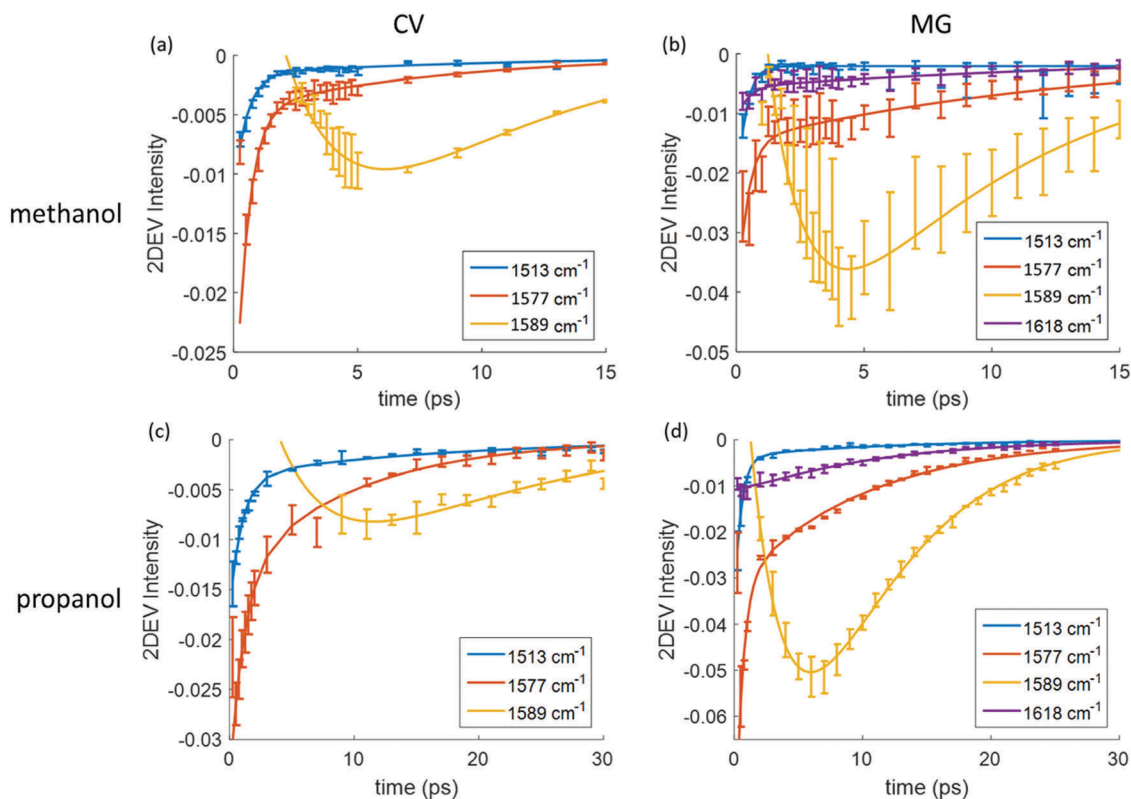 CV
MG
methanol
propanol
(a)
0
-0.005
-0.01
-0.015
-0.02
-0.025
2DEV Intensity
0 5 10 15
time (ps)
1513 cm⁻¹
1577 cm⁻¹
1589 cm⁻¹
(b)
0
-0.01
-0.02
-0.03
-0.04
-0.05
2DEV Intensity
0 5 10 15
time (ps)
1513 cm⁻¹
1577 cm⁻¹
1589 cm⁻¹
1618 cm⁻¹
(c)
0
-0.005
-0.01
-0.015
-0.02
-0.025
-0.03
2DEV Intensity
0 10 20 30
time (ps)
1513 cm⁻¹
1577 cm⁻¹
1589 cm⁻¹
(d)
0
-0.01
-0.02
-0.03
-0.04
-0.05
-0.06
2DEV Intensity
0 10 20 30
time (ps)
1513 cm⁻¹
1577 cm⁻¹
1589 cm⁻¹
1618 cm⁻¹